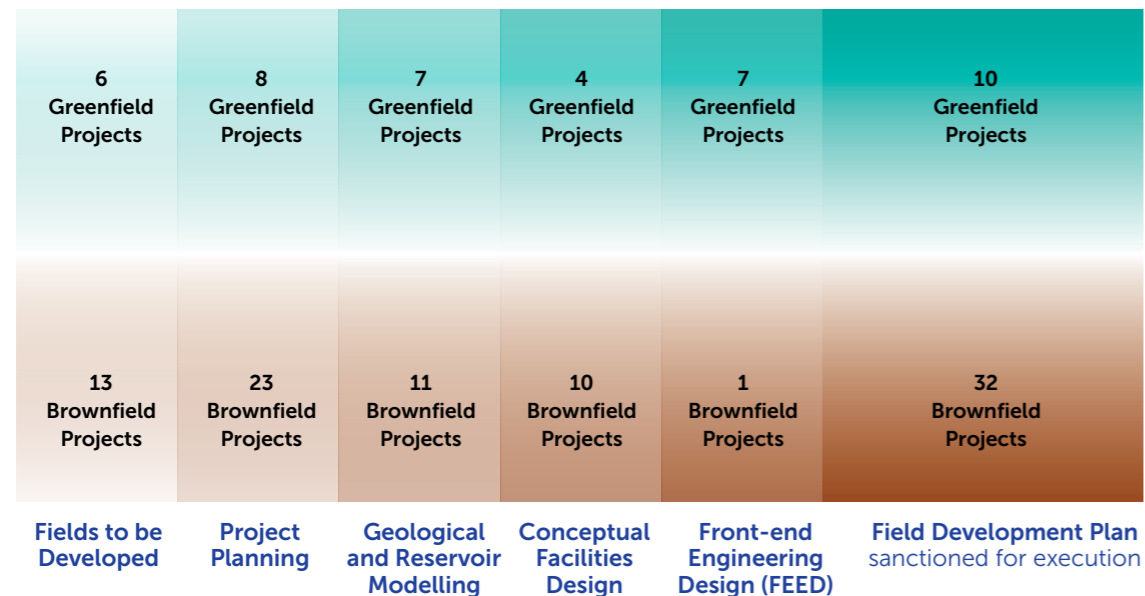 6
Greenfield
Projects
8
Greenfield
Projects
7
Greenfield
Projects
4
Greenfield
Projects
7
Greenfield
Projects
10
Greenfield
Projects
13
Brownfield
Projects
23
Brownfield
Projects
11
Brownfield
Projects
10
Brownfield
Projects
1
Brownfield
Projects
32
Brownfield
Projects
Fields to be
Developed
Project
Planning
Geological
and Reservoir
Modelling
Conceptual
Facilities
Design
Front-end
Engineering
Design (FEED)
Field Development Plan
sanctioned for execution